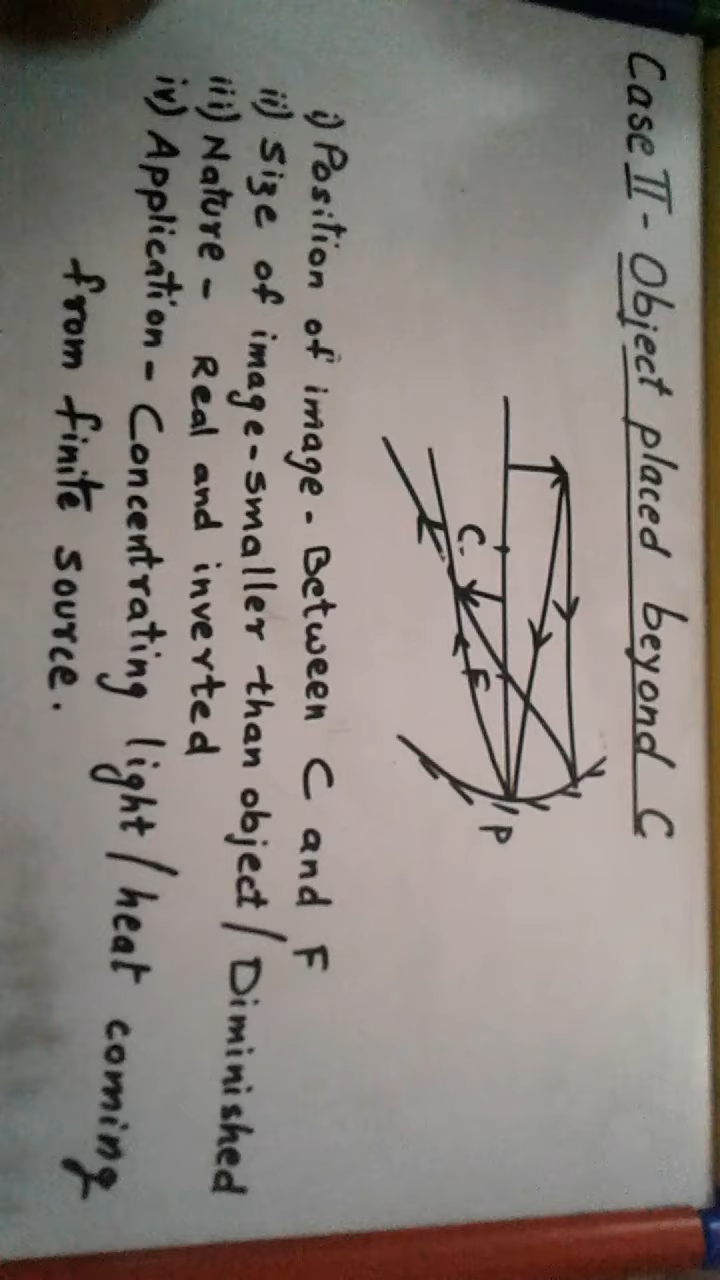 Case II - Object placed beyond C
C
F
P
i) Position of image - Between C and F
ii) Size of image - smaller than object / Diminished
iii) Nature - Real and inverted
iv) Application - Concentrating light / heat coming
from finite source.